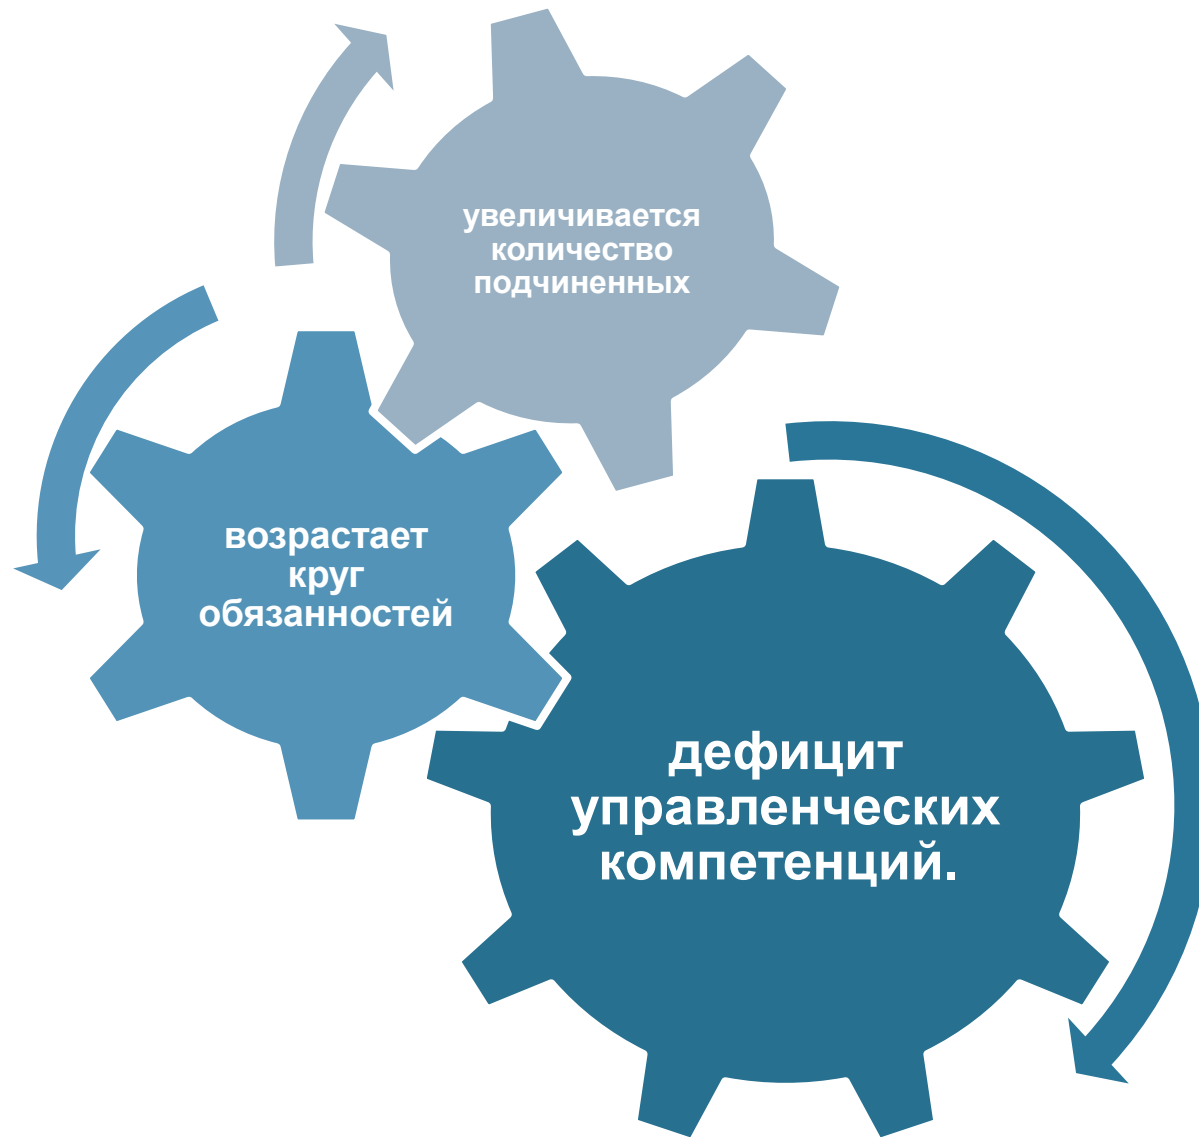 увеличивается
количество
подчиненных
возрастает
круг
обязанностей
дефицит
управленческих
компетенций.